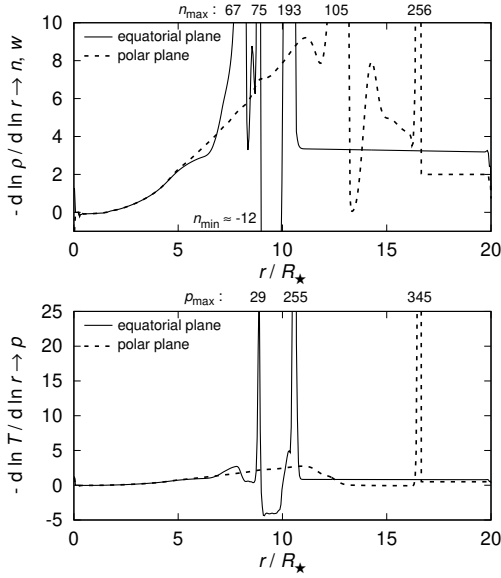 n_max : 67 75 193 105 256
10
8
6
4
2
0
equatorial plane
polar plane
n_min ≈ -12
- d ln ρ / d ln r → n, w
0 5 10 15 20
r / R★
p_max : 29 255 345
25
20
15
10
5
0
-5
equatorial plane
polar plane
- d ln T / d ln r → p
0 5 10 15 20
r / R★